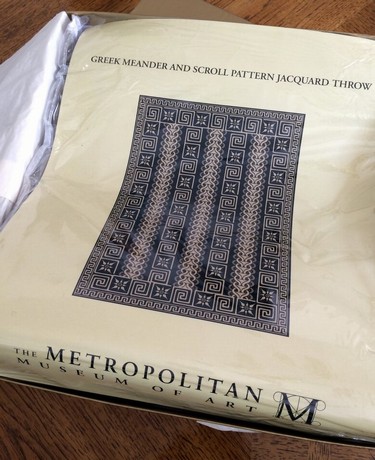 GREEK MEANDER AND SCROLL PATTERN JACQUARD THROW
THE METROPOLITAN
MUSEUM OF ART M